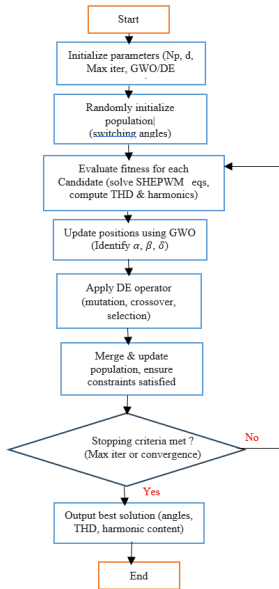 Start
Initialize parameters (Np, d,
Max iter, GWO/DE
Randomly initialize
population|
(switching angles)
Evaluate fitness for each
Candidate (solve SHEPWM eqs,
compute THD & harmonics)
Update positions using GWO
(Identify α, β, δ)
Apply DE operator
(mutation, crossover,
selection)
Merge & update
population, ensure
constraints satisfied
Stopping criteria met ?
(Max iter or convergence)
No
Yes
Output best solution (angles,
THD, harmonic content)
End